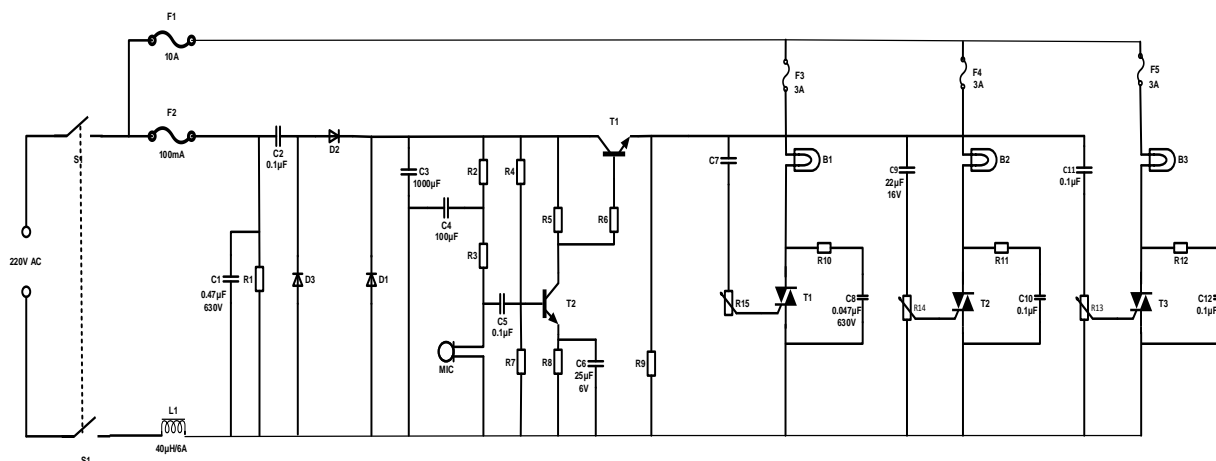 F1
10A
F2
100mA
S1
220V AC
S1
L1
40µH/6A
C1
0.47µF
630V
R1
C2
0.1µF
D2
D3
D1
C3
1000µF
C4
100µF
R2
R3
R4
C5
0.1µF
MIC
R7
R5
T2
R8
C6
25µF
6V
T1
R6
R9
C7
R15
F3
3A
B1
R10
T1
C8
0.047µF
630V
C9
22µF
16V
R14
F4
3A
B2
R11
T2
C10
0.1µF
C11
0.1µF
R13
F5
3A
B3
R12
T3
C12
0.1µF